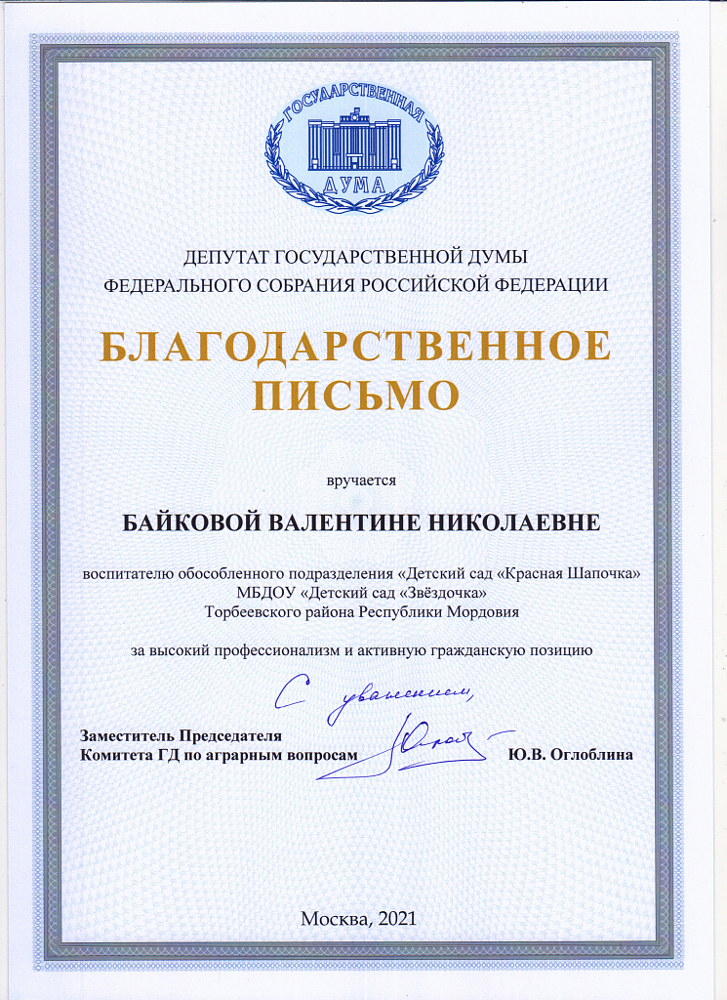 ГОСУДАРСТВЕННАЯ
ДУМА
ДЕПУТАТ ГОСУДАРСТВЕННОЙ ДУМЫ
ФЕДЕРАЛЬНОГО СОБРАНИЯ РОССИЙСКОЙ ФЕДЕРАЦИИ
БЛАГОДАРСТВЕННОЕ
ПИСЬМО
вручается
БАЙКОВОЙ ВАЛЕНТИНЕ НИКОЛАЕВНЕ
воспитателю обособленного подразделения «Детский сад «Красная Шапочка»
МБДОУ «Детский сад «Звёздочка»
Торбеевского района Республики Мордовия
за высокий профессионализм и активную гражданскую позицию
С уважением,
Заместитель Председателя
Комитета ГД по аграрным вопросам Ю.В. Оглоблина
Москва, 2021